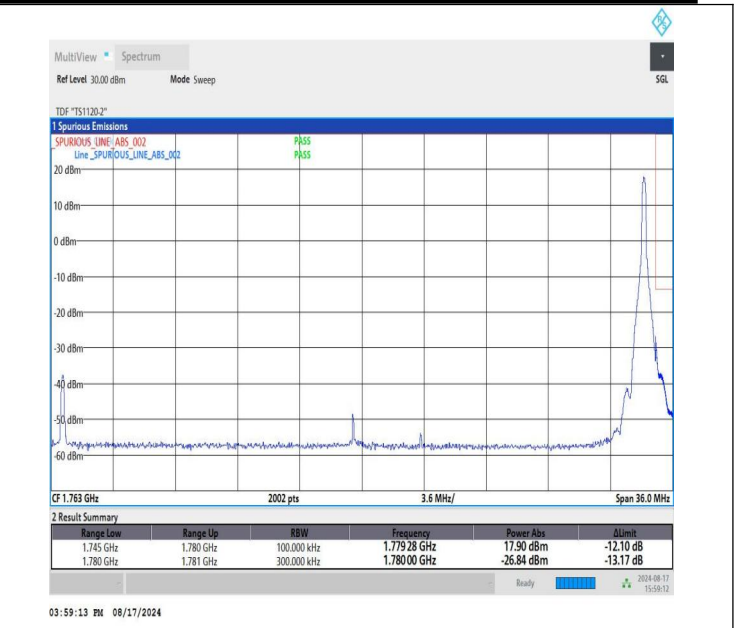 MultiView Spectrum
Ref Level 30.00 dBm Mode Sweep SGL
TDF "TS1120-2"
1 Spurious Emissions
_SPURIOUS_LINE_ABS_002 PASS
Line _SPURIOUS_LINE_ABS_002 PASS
20 dBm
10 dBm
0 dBm
-10 dBm
-20 dBm
-30 dBm
-40 dBm
-50 dBm
-60 dBm
CF 1.763 GHz 2002 pts 3.6 MHz/ Span 36.0 MHz
2 Result Summary
Range Low Range Up RBW Frequency Power Abs ΔLimit
1.745 GHz 1.780 GHz 100.000 kHz 1.779 28 GHz 17.90 dBm -12.10 dB
1.780 GHz 1.781 GHz 300.000 kHz 1.780 00 GHz -26.84 dBm -13.17 dB
Ready 2024-08-17
15:59:12
03:59:13 PM 08/17/2024